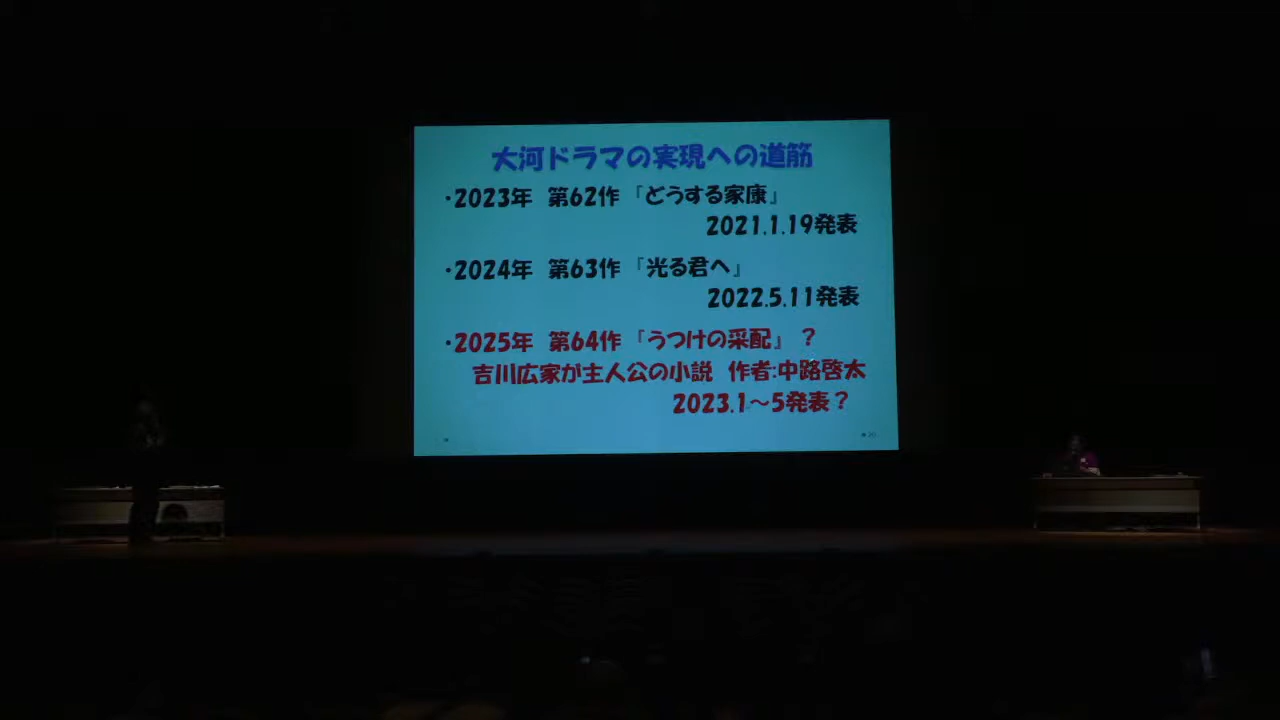 大河ドラマの実現への道筋
・2023年 第62作『どうする家康』
2021.1.19発表
・2024年 第63作『光る君へ』
2022.5.11発表
・2025年 第64作『うつけの采配』?
吉川広家が主人公の小説 作者:中路啓太
2023.1～5発表?